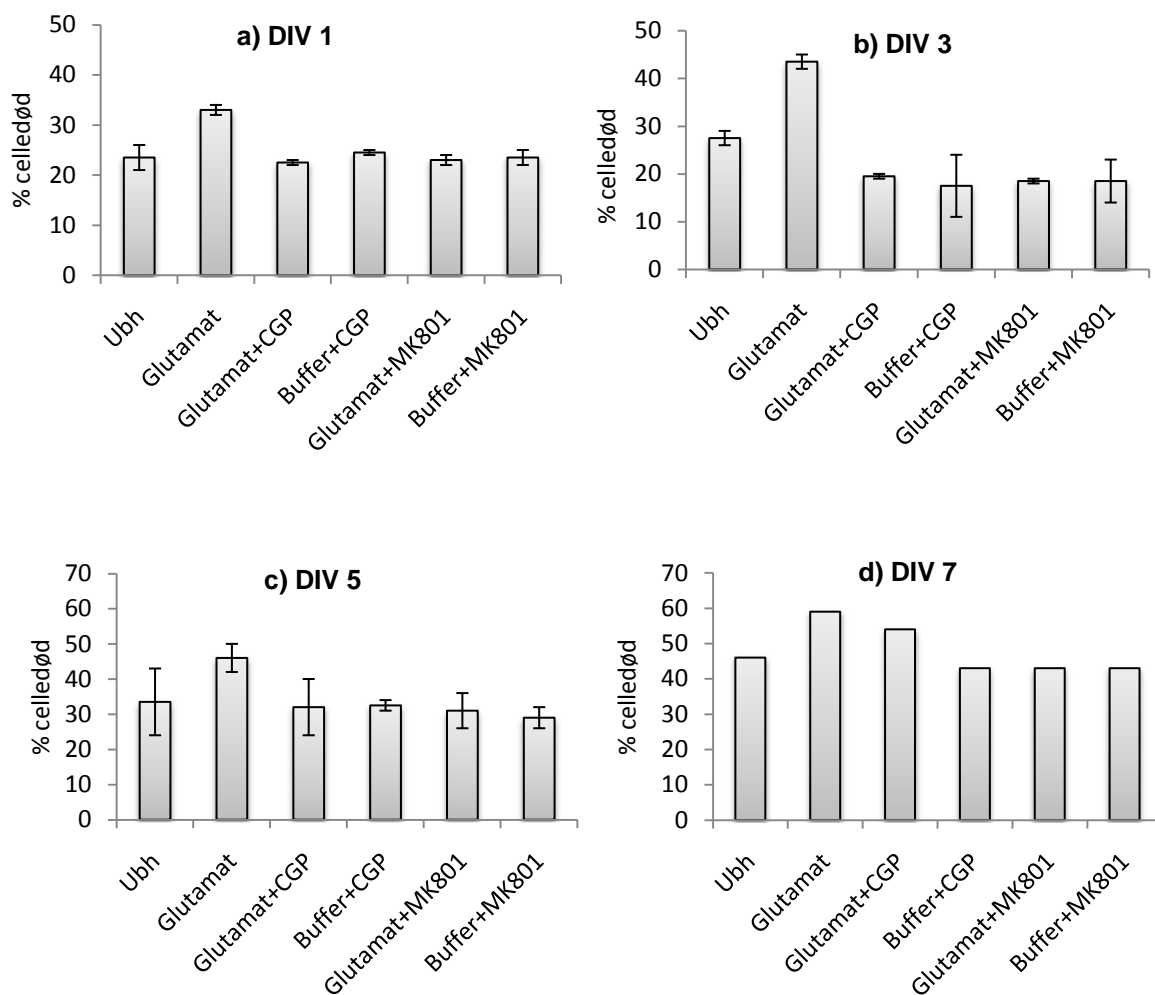 a) DIV 1
% celledød
50
40
30
20
10
0
Ubh
Glutamat
Glutamat+CGP
Buffer+CGP
Glutamat+MK801
Buffer+MK801
b) DIV 3
% celledød
50
40
30
20
10
0
Ubh
Glutamat
Glutamat+CGP
Buffer+CGP
Glutamat+MK801
Buffer+MK801
c) DIV 5
% celledød
70
60
50
40
30
20
10
0
Ubh
Glutamat
Glutamat+CGP
Buffer+CGP
Glutamat+MK801
Buffer+MK801
d) DIV 7
% celledød
70
60
50
40
30
20
10
0
Ubh
Glutamat
Glutamat+CGP
Buffer+CGP
Glutamat+MK801
Buffer+MK801